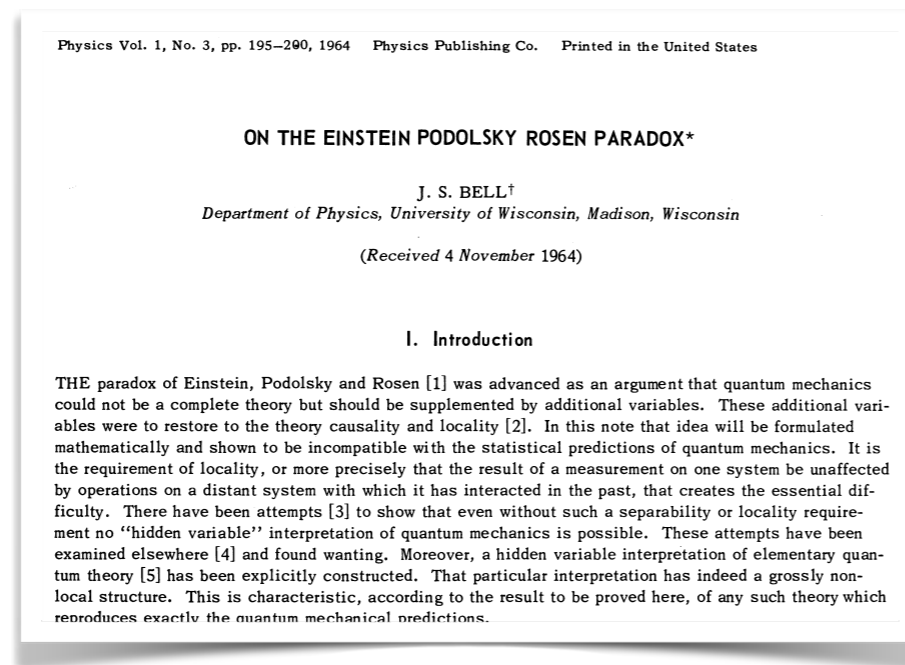 Physics Vol. 1, No. 3, pp. 195–200, 1964 Physics Publishing Co. Printed in the United States
ON THE EINSTEIN PODOLSKY ROSEN PARADOX*
J. S. BELL†
Department of Physics, University of Wisconsin, Madison, Wisconsin
(Received 4 November 1964)
I. Introduction
THE paradox of Einstein, Podolsky and Rosen [1] was advanced as an argument that quantum mechanics
could not be a complete theory but should be supplemented by additional variables. These additional vari-
ables were to restore to the theory causality and locality [2]. In this note that idea will be formulated
mathematically and shown to be incompatible with the statistical predictions of quantum mechanics. It is
the requirement of locality, or more precisely that the result of a measurement on one system be unaffected
by operations on a distant system with which it has interacted in the past, that creates the essential dif-
ficulty. There have been attempts [3] to show that even without such a separability or locality require-
ment no “hidden variable” interpretation of quantum mechanics is possible. These attempts have been
examined elsewhere [4] and found wanting. Moreover, a hidden variable interpretation of elementary quan-
tum theory [5] has been explicitly constructed. That particular interpretation has indeed a grossly non-
local structure. This is characteristic, according to the result to be proved here, of any such theory which
reproduces exactly the quantum mechanical predictions.